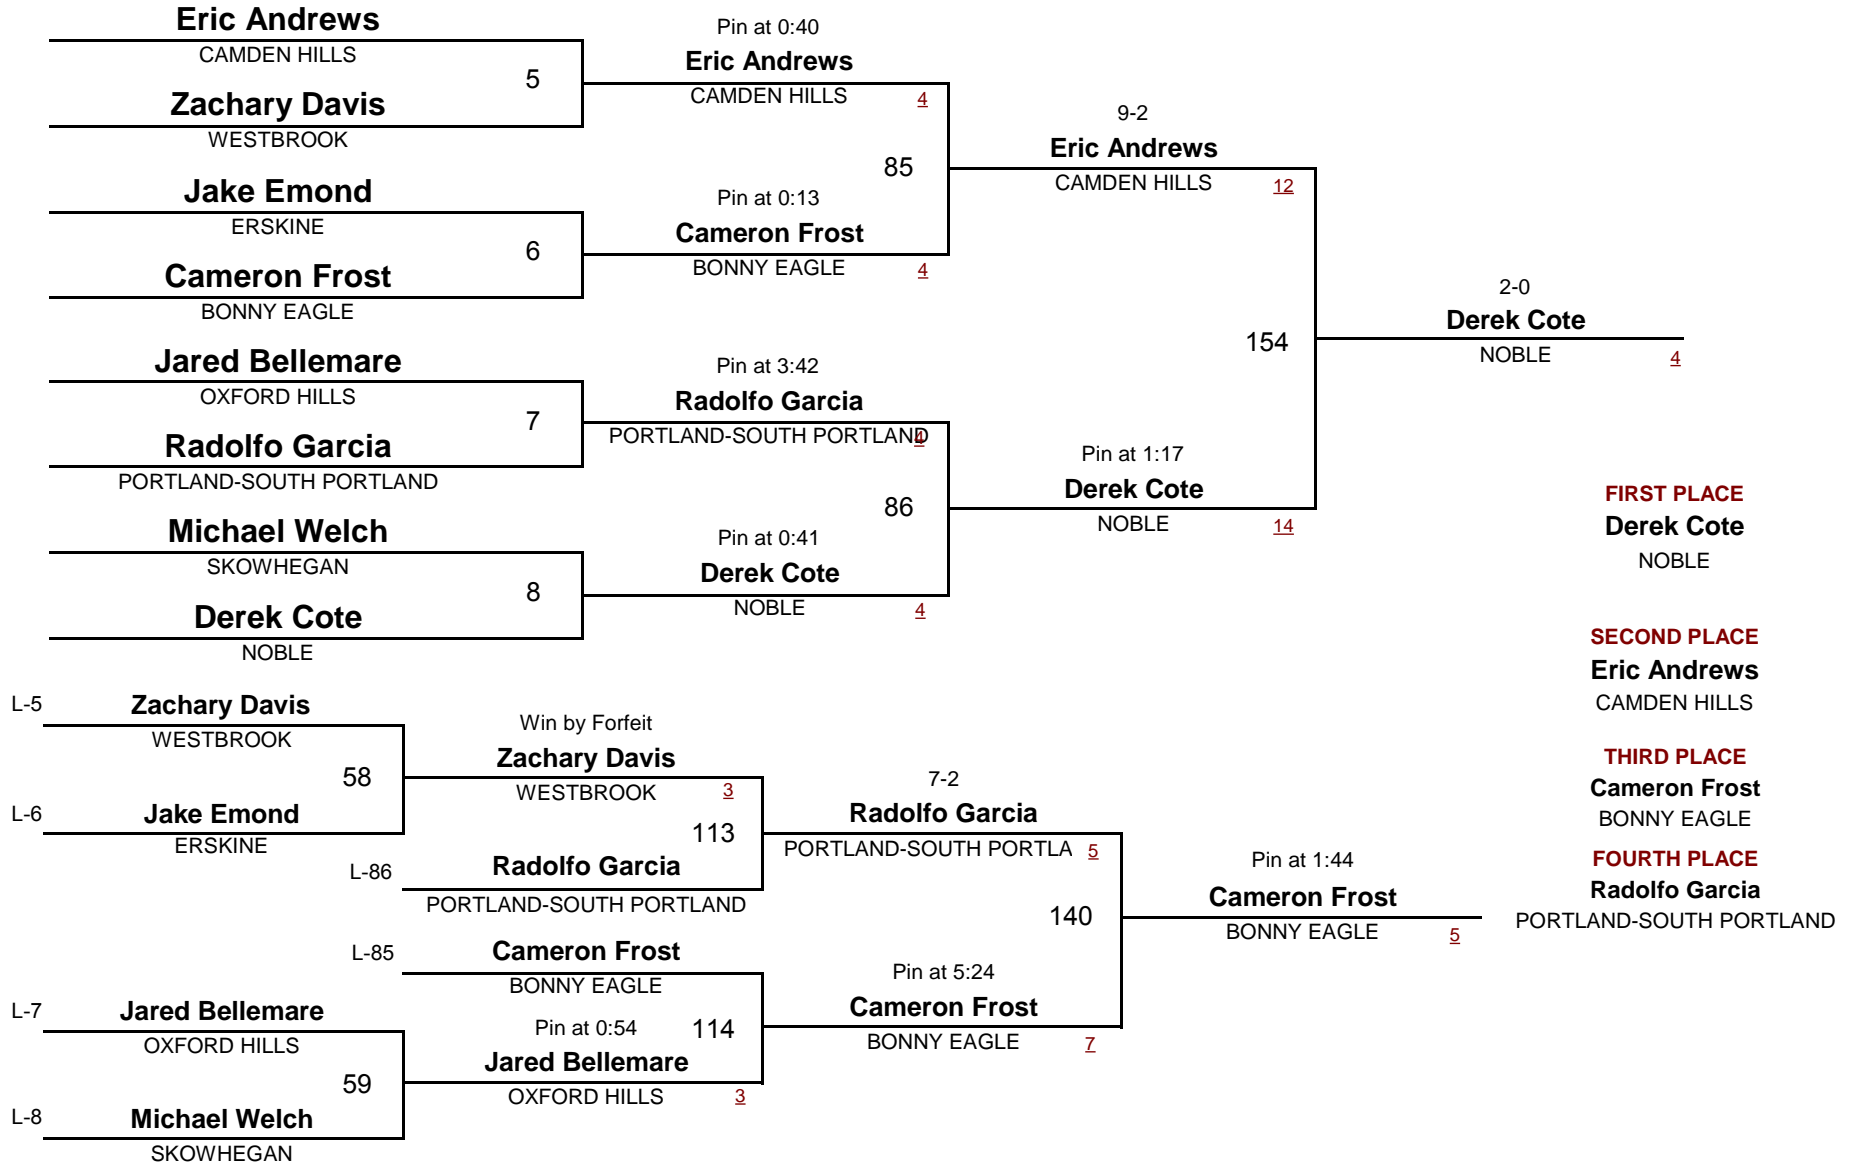 Eric Andrews
CAMDEN HILLS
5
Zachary Davis
WESTBROOK
Jake Emond
ERSKINE
6
Cameron Frost
BONNY EAGLE
Jared Bellemare
OXFORD HILLS
7
Radolfo Garcia
PORTLAND-SOUTH PORTLAND
Michael Welch
SKOWHEGAN
8
Derek Cote
NOBLE
Pin at 0:40
Eric Andrews
CAMDEN HILLS 4
85
Pin at 0:13
Cameron Frost
BONNY EAGLE 4
Pin at 3:42
Radolfo Garcia
PORTLAND-SOUTH PORTLAND 4
86
Pin at 0:41
Derek Cote
NOBLE 4
9-2
Eric Andrews
CAMDEN HILLS 12
154
Pin at 1:17
Derek Cote
NOBLE 14
2-0
Derek Cote
NOBLE 4
FIRST PLACE
Derek Cote
NOBLE
SECOND PLACE
Eric Andrews
CAMDEN HILLS
THIRD PLACE
Cameron Frost
BONNY EAGLE
FOURTH PLACE
Radolfo Garcia
PORTLAND-SOUTH PORTLAND
L-5 Zachary Davis
WESTBROOK
58
L-6 Jake Emond
ERSKINE
Win by Forfeit
Zachary Davis
WESTBROOK 3
113
L-86 Radolfo Garcia
PORTLAND-SOUTH PORTLAND
L-85 Cameron Frost
BONNY EAGLE
114
L-7 Jared Bellemare
OXFORD HILLS
59
L-8 Michael Welch
SKOWHEGAN
Pin at 0:54
Jared Bellemare
OXFORD HILLS 3
7-2
Radolfo Garcia
PORTLAND-SOUTH PORTLA 5
140
Pin at 5:24
Cameron Frost
BONNY EAGLE 7
Pin at 1:44
Cameron Frost
BONNY EAGLE 5